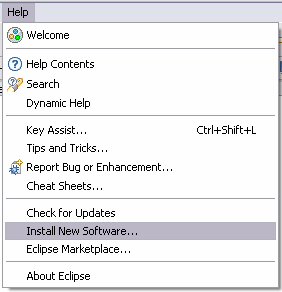 Help
Welcome
Help Contents
Search
Dynamic Help
Key Assist... Ctrl+Shift+L
Tips and Tricks...
Report Bug or Enhancement...
Cheat Sheets...
Check for Updates
Install New Software...
Eclipse Marketplace...
About Eclipse